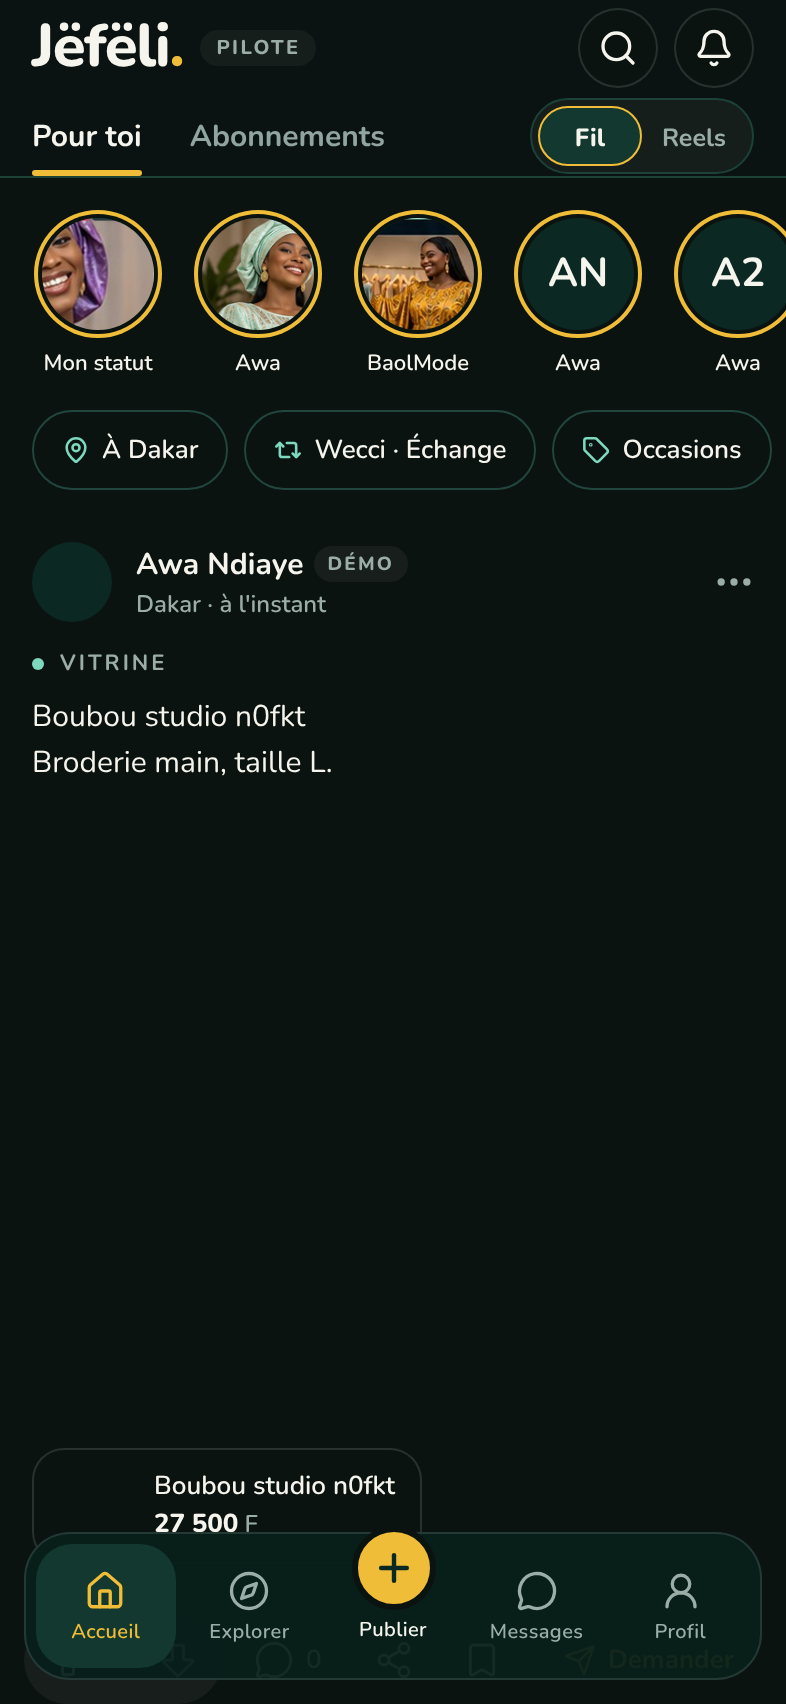 Jëfëli.
PILOTE
Pour toi
Abonnements
Fil
Reels
AN
A2
Mon statut
Awa
BaolMode
Awa
Awa
À Dakar
Wecci · Échange
Occasions
Awa Ndiaye DÉMO
Dakar · à l'instant
VITRINE
Boubou studio n0fkt
Broderie main, taille L.
Boubou studio n0fkt
27 500 F
Accueil
Explorer
Publier
Messages
Profil
0
Demander